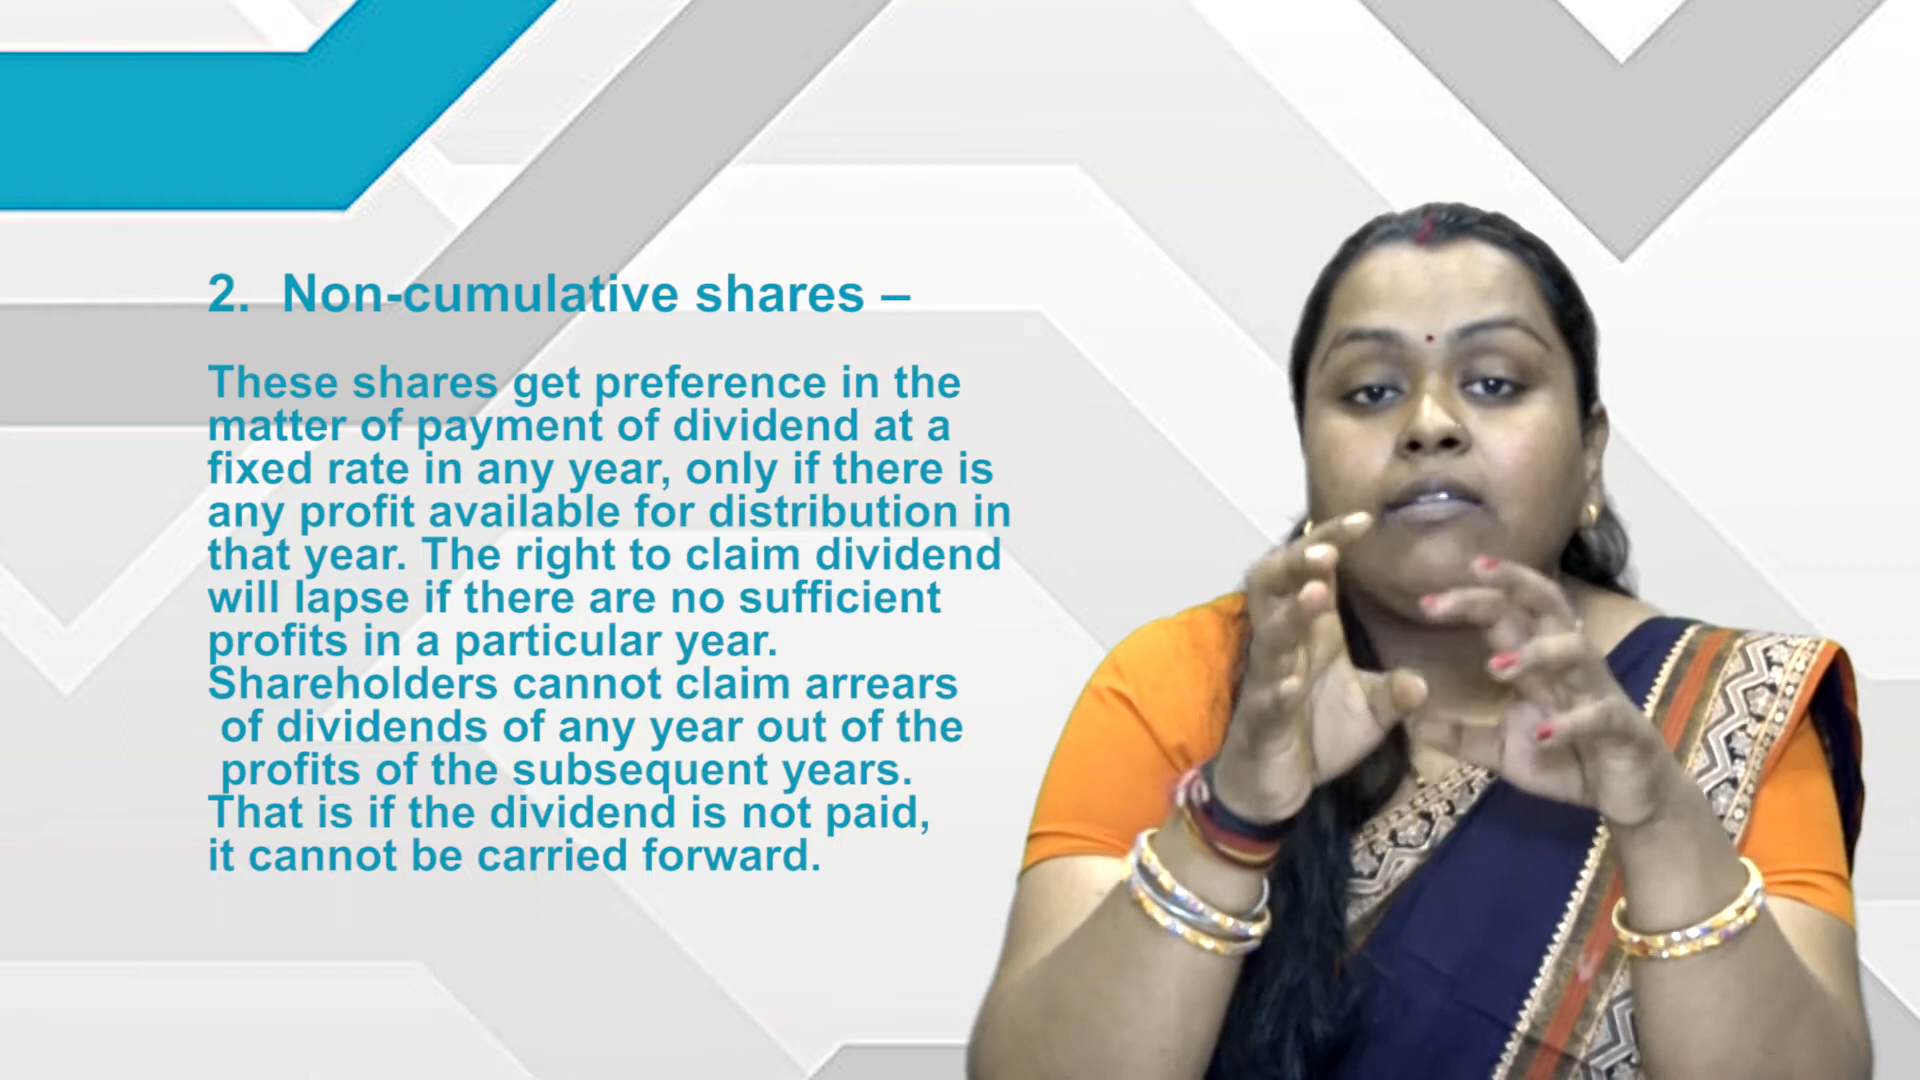 2. Non-cumulative shares –
These shares get preference in the
matter of payment of dividend at a
fixed rate in any year, only if there is
any profit available for distribution in
that year. The right to claim dividend
will lapse if there are no sufficient
profits in a particular year.
Shareholders cannot claim arrears
of dividends of any year out of the
profits of the subsequent years.
That is if the dividend is not paid,
it cannot be carried forward.